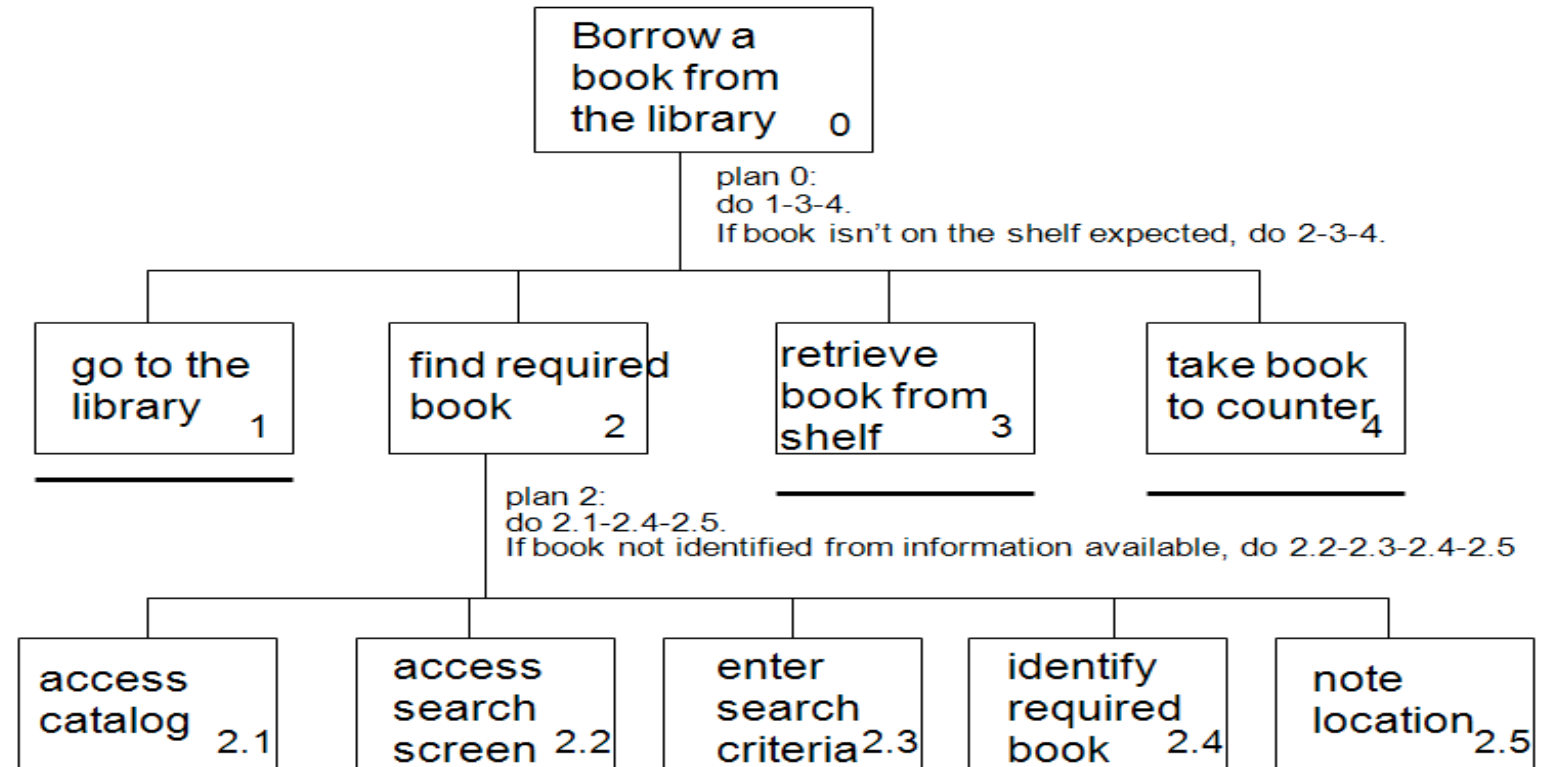 Borrow a
book from
the library 0
plan 0:
do 1-3-4.
If book isn't on the shelf expected, do 2-3-4.
go to the
library 1
find required
book 2
retrieve
book from
shelf 3
take book
to counter 4
plan 2:
do 2.1-2.4-2.5.
If book not identified from information available, do 2.2-2.3-2.4-2.5
access
catalog 2.1
access
search
screen 2.2
enter
search
criteria 2.3
identify
required
book 2.4
note
location 2.5